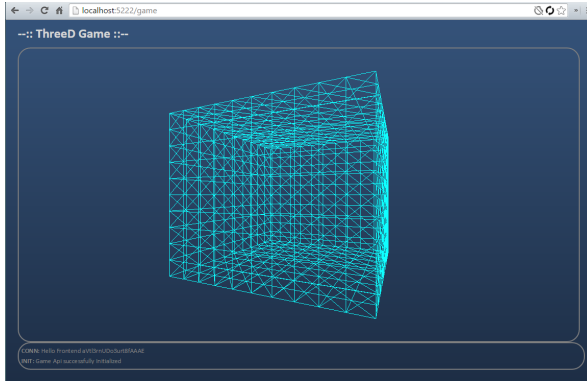 localhost:5222/game
--:: ThreeD Game ::--
CONN: Hello frontend
INIT: Game Api successfully initialized